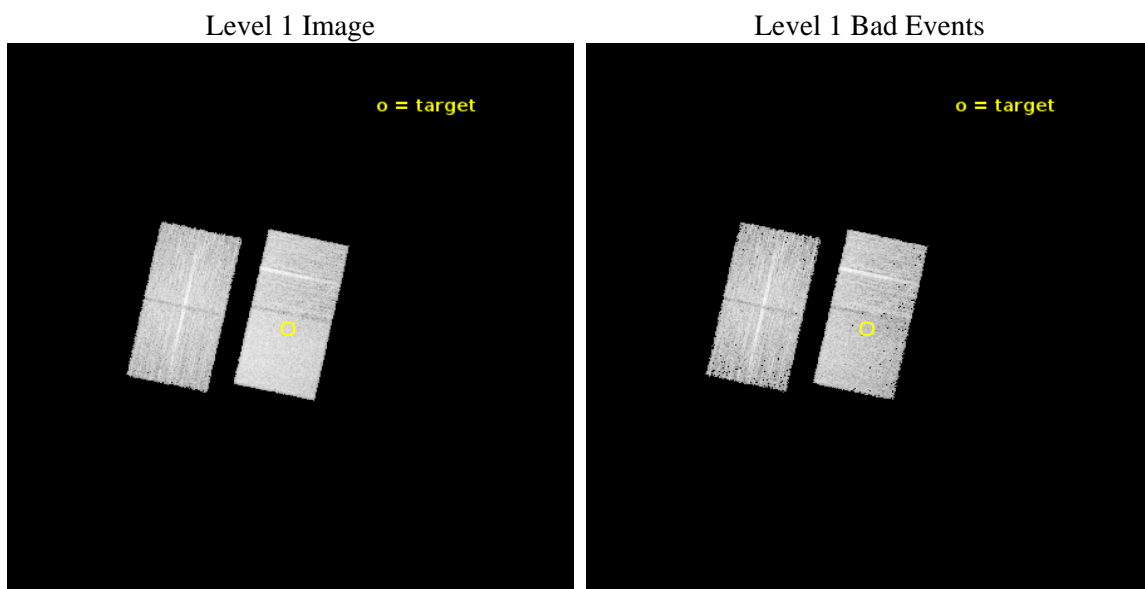 Level 1 Image
Level 1 Bad Events
o = target
o = target